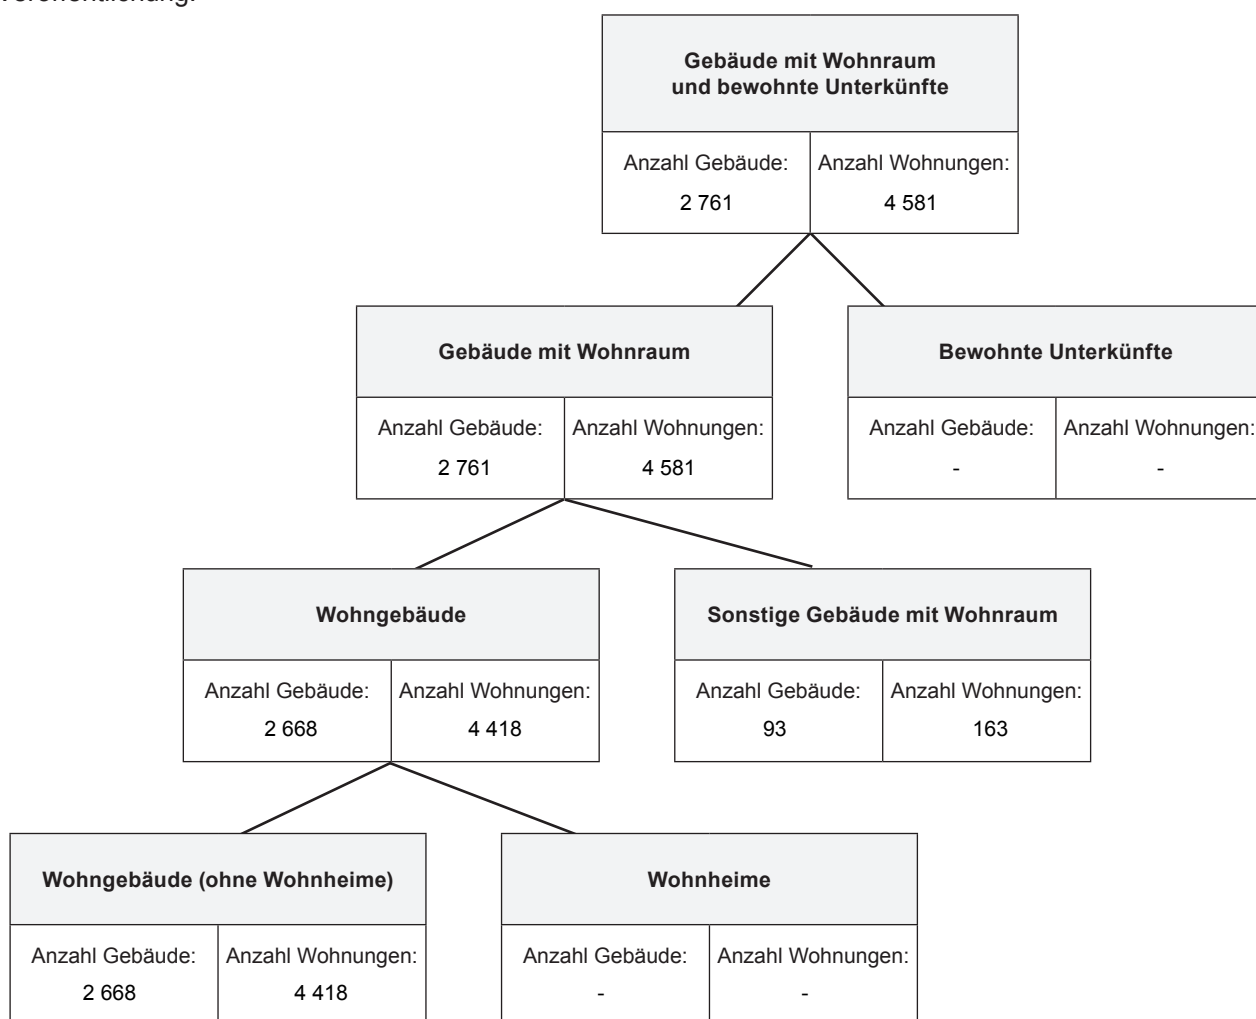 Veröffentlichung.
Gebäude mit Wohnraum
und bewohnte Unterkünfte
Anzahl Gebäude:
2 761
Anzahl Wohnungen:
4 581
Gebäude mit Wohnraum
Anzahl Gebäude:
2 761
Anzahl Wohnungen:
4 581
Bewohnte Unterkünfte
Anzahl Gebäude:
-
Anzahl Wohnungen:
-
Wohngebäude
Anzahl Gebäude:
2 668
Anzahl Wohnungen:
4 418
Sonstige Gebäude mit Wohnraum
Anzahl Gebäude:
93
Anzahl Wohnungen:
163
Wohngebäude (ohne Wohnheime)
Anzahl Gebäude:
2 668
Anzahl Wohnungen:
4 418
Wohnheime
Anzahl Gebäude:
-
Anzahl Wohnungen:
-